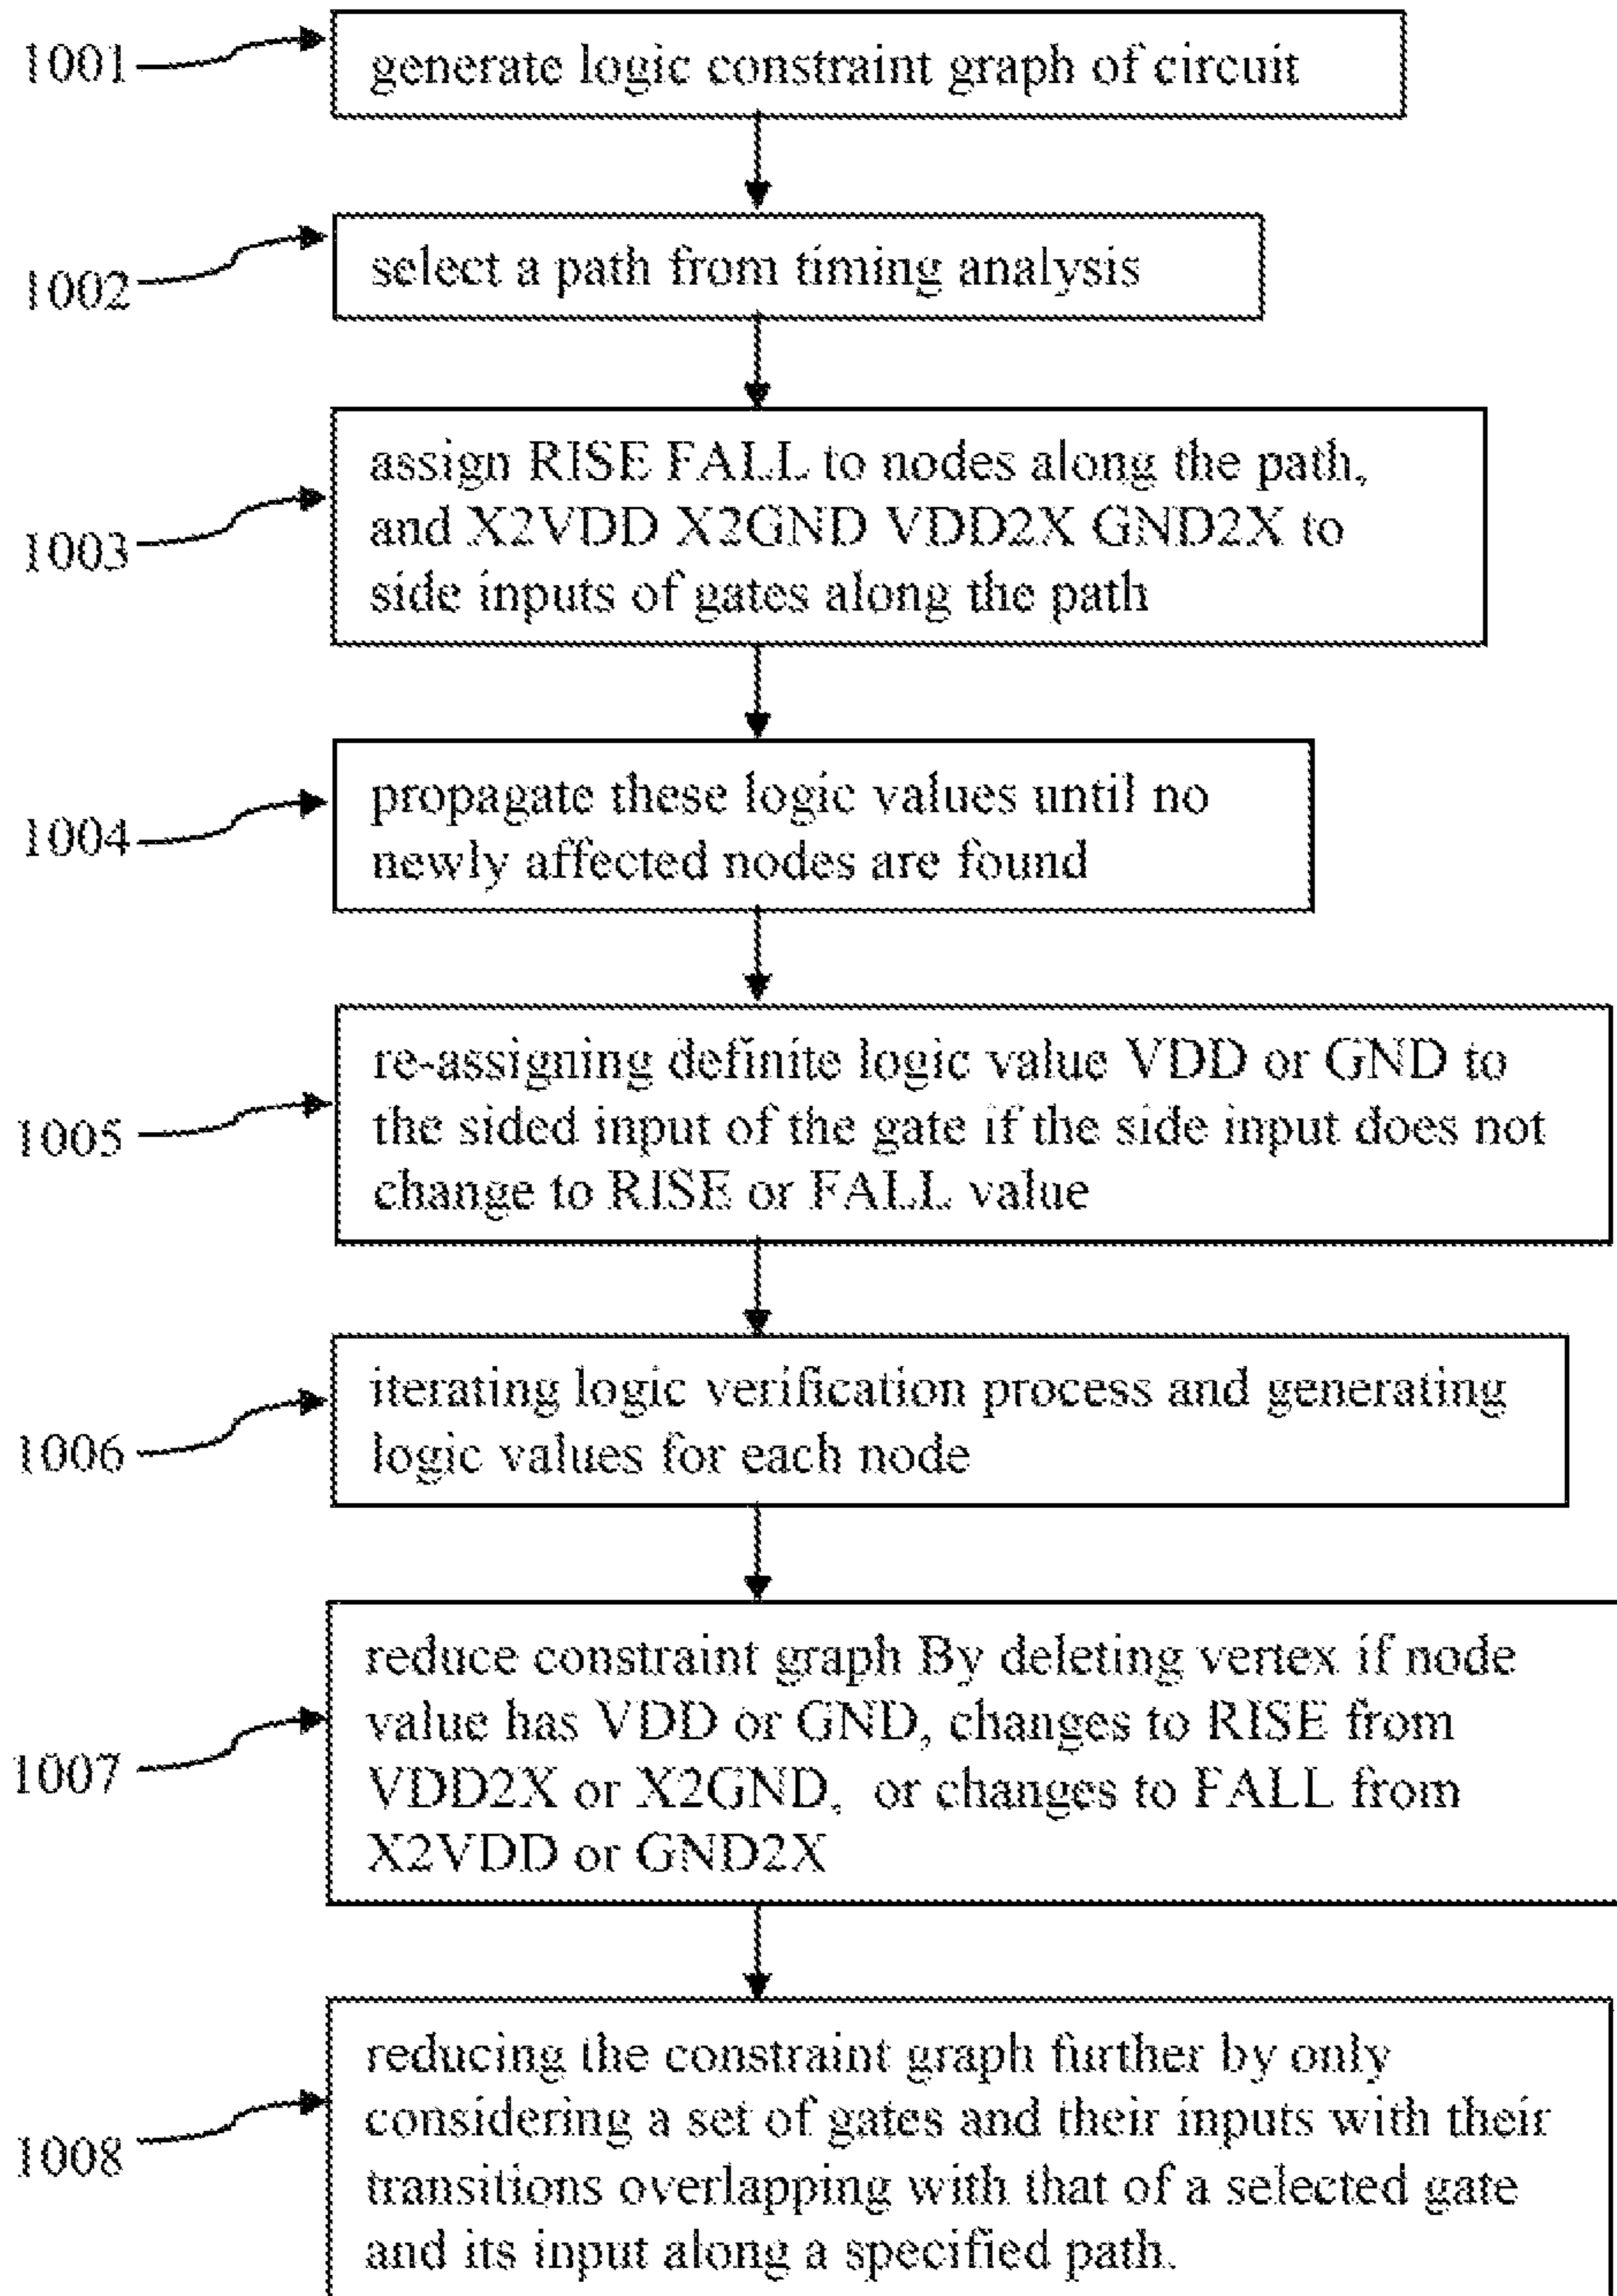 1001
generate logic constraint graph of circuit
1002
select a path from timing analysis
1003
assign RISE FALL to nodes along the path,
and X2VDD X2GND VDD2X GND2X to
side inputs of gates along the path
1004
propagate these logic values until no
newly affected nodes are found
1005
re-assigning definite logic value VDD or GND to
the sided input of the gate if the side input does not
change to RISE or FALL value
1006
iterating logic verification process and generating
logic values for each node
1007
reduce constraint graph By deleting vertex if node
value has VDD or GND, changes to RISE from
VDD2X or X2GND, or changes to FALL from
X2VDD or GND2X
1008
reducing the constraint graph further by only
considering a set of gates and their inputs with their
transitions overlapping with that of a selected gate
and its input along a specified path.